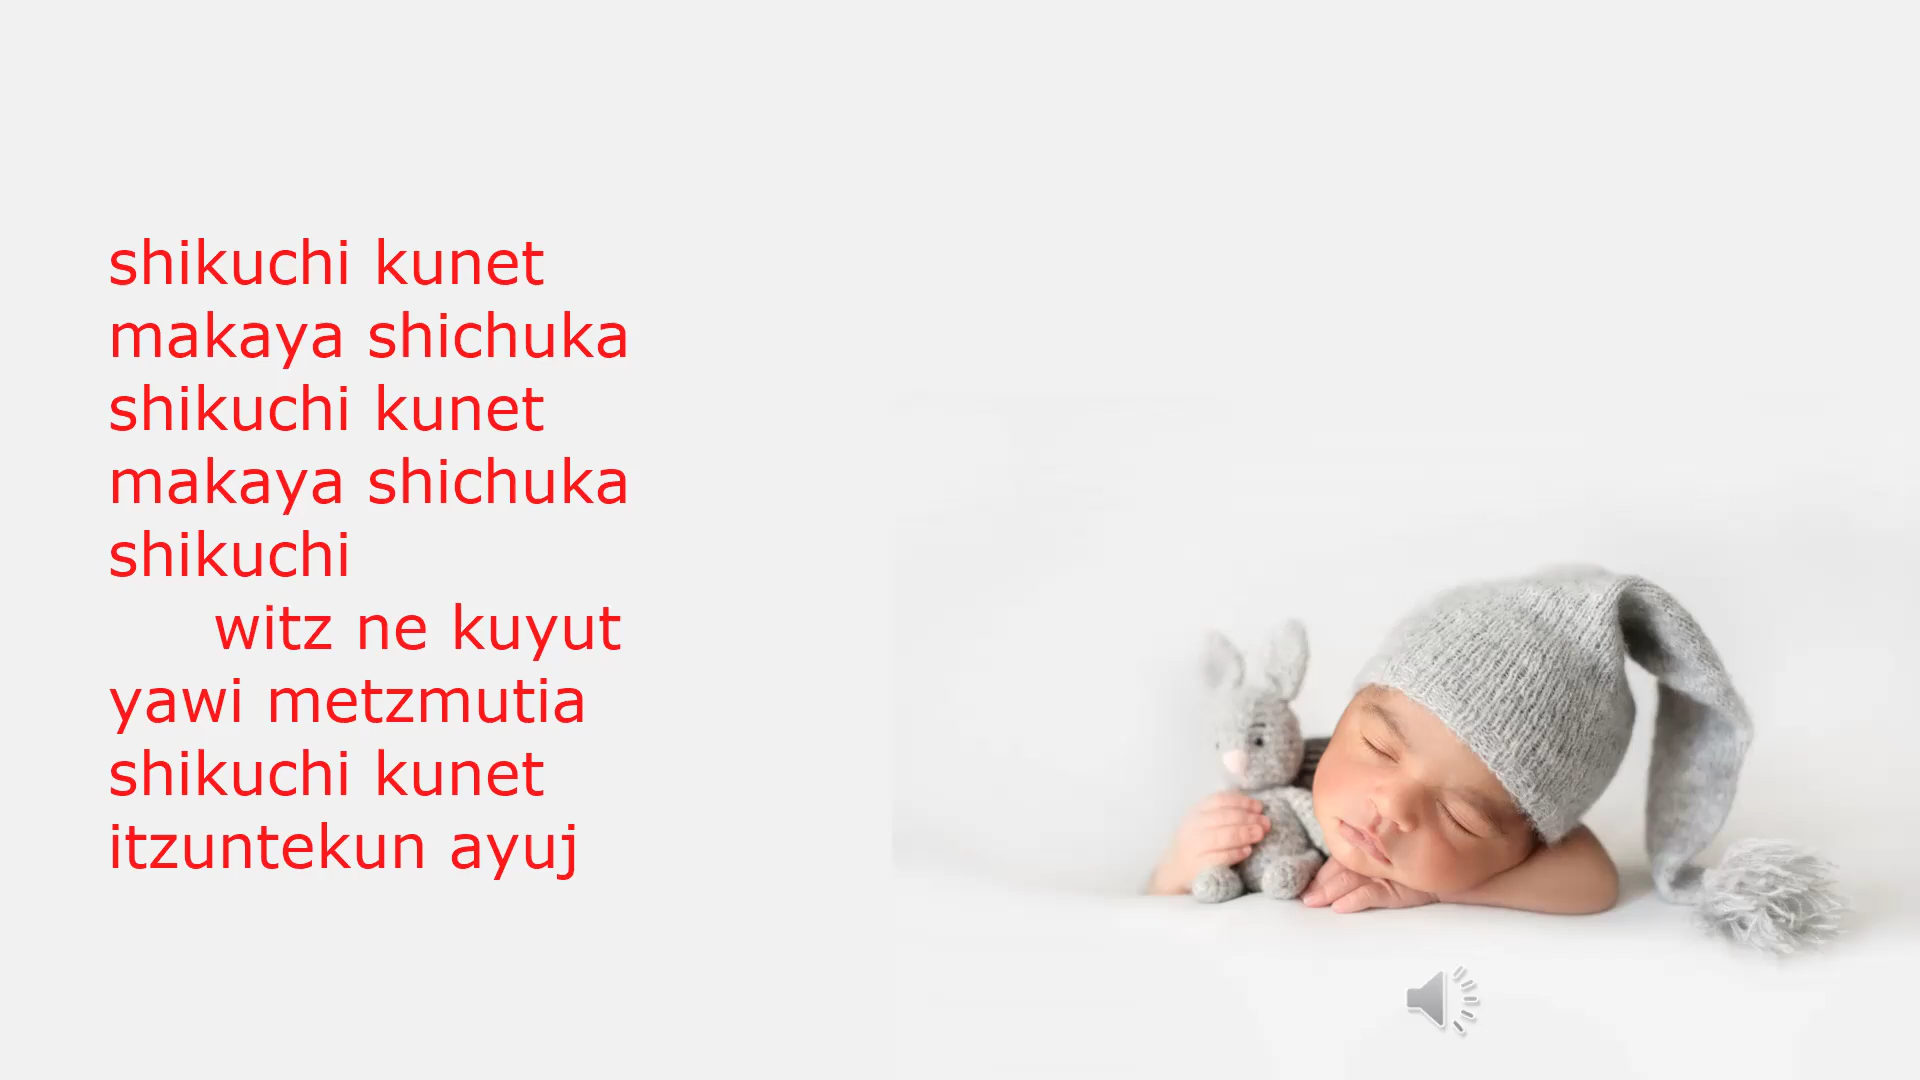 shikuchi kunet
makaya shichuka
shikuchi kunet
makaya shichuka
shikuchi
witz ne kuyut
yawi metzmutia
shikuchi kunet
itzuntekun ayuj